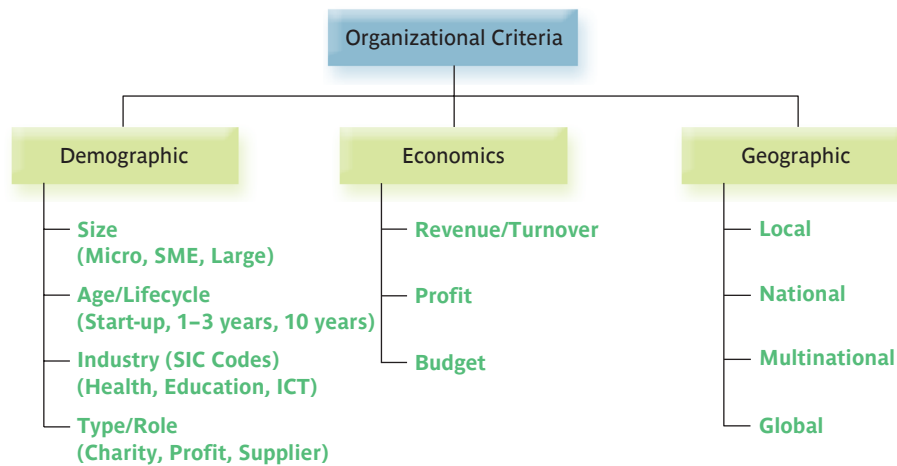 Organizational Criteria
Demographic
Economics
Geographic
Size
(Micro, SME, Large)
Age/Lifecycle
(Start-up, 1–3 years, 10 years)
Industry (SIC Codes)
(Health, Education, ICT)
Type/Role
(Charity, Profit, Supplier)
Revenue/Turnover
Profit
Budget
Local
National
Multinational
Global